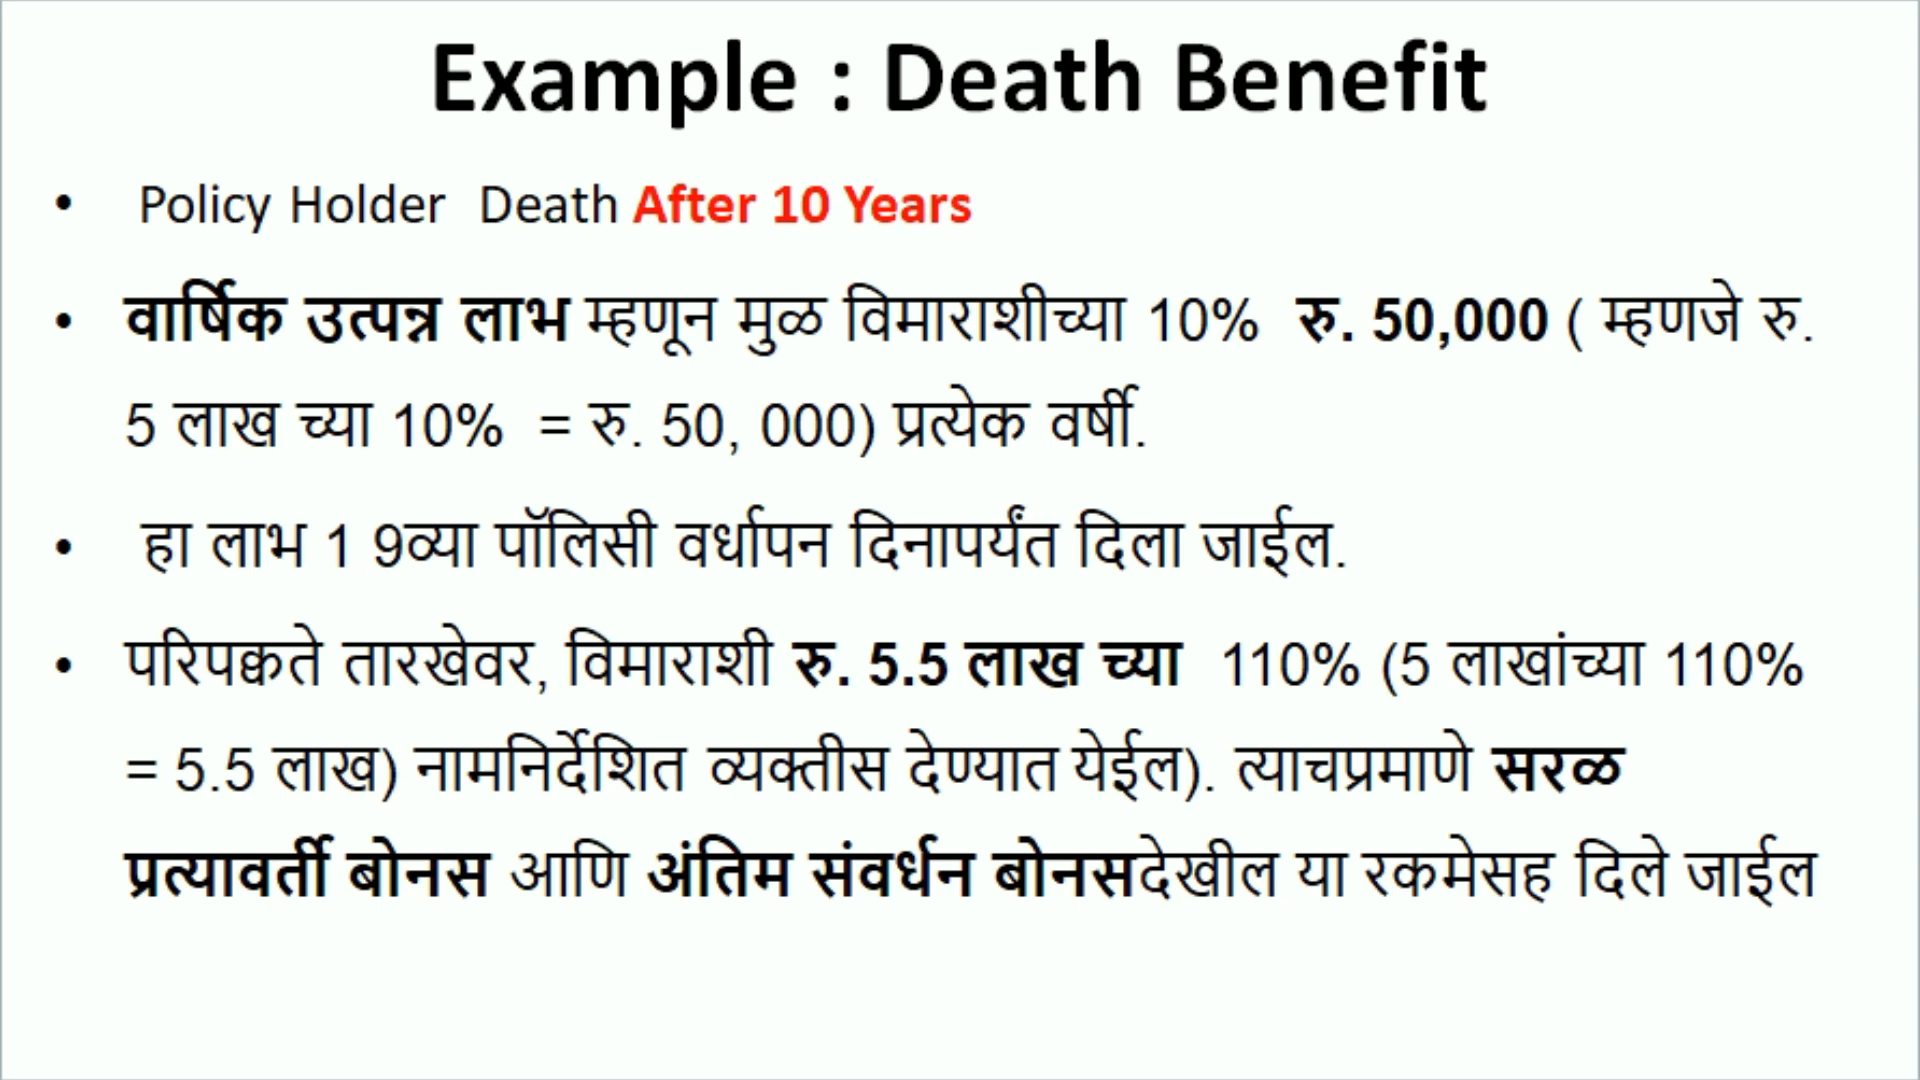 Example : Death Benefit
• Policy Holder Death After 10 Years
• वार्षिक उत्पन्न लाभ म्हणून मुळ विमाराशीच्या 10% रु. 50,000 ( म्हणजे रु.
5 लाख च्या 10% = रु. 50, 000) प्रत्येक वर्षी.
• हा लाभ 1 9व्या पॉलिसी वर्धापन दिनापर्यंत दिला जाईल.
• परिपक्वते तारखेवर, विमाराशी रु. 5.5 लाख च्या 110% (5 लाखांच्या 110%
= 5.5 लाख) नामनिर्देशित व्यक्तीस देण्यात येईल). त्याचप्रमाणे सरळ
प्रत्यावर्ती बोनस आणि अंतिम संवर्धन बोनसदेखील या रकमेसह दिले जाईल